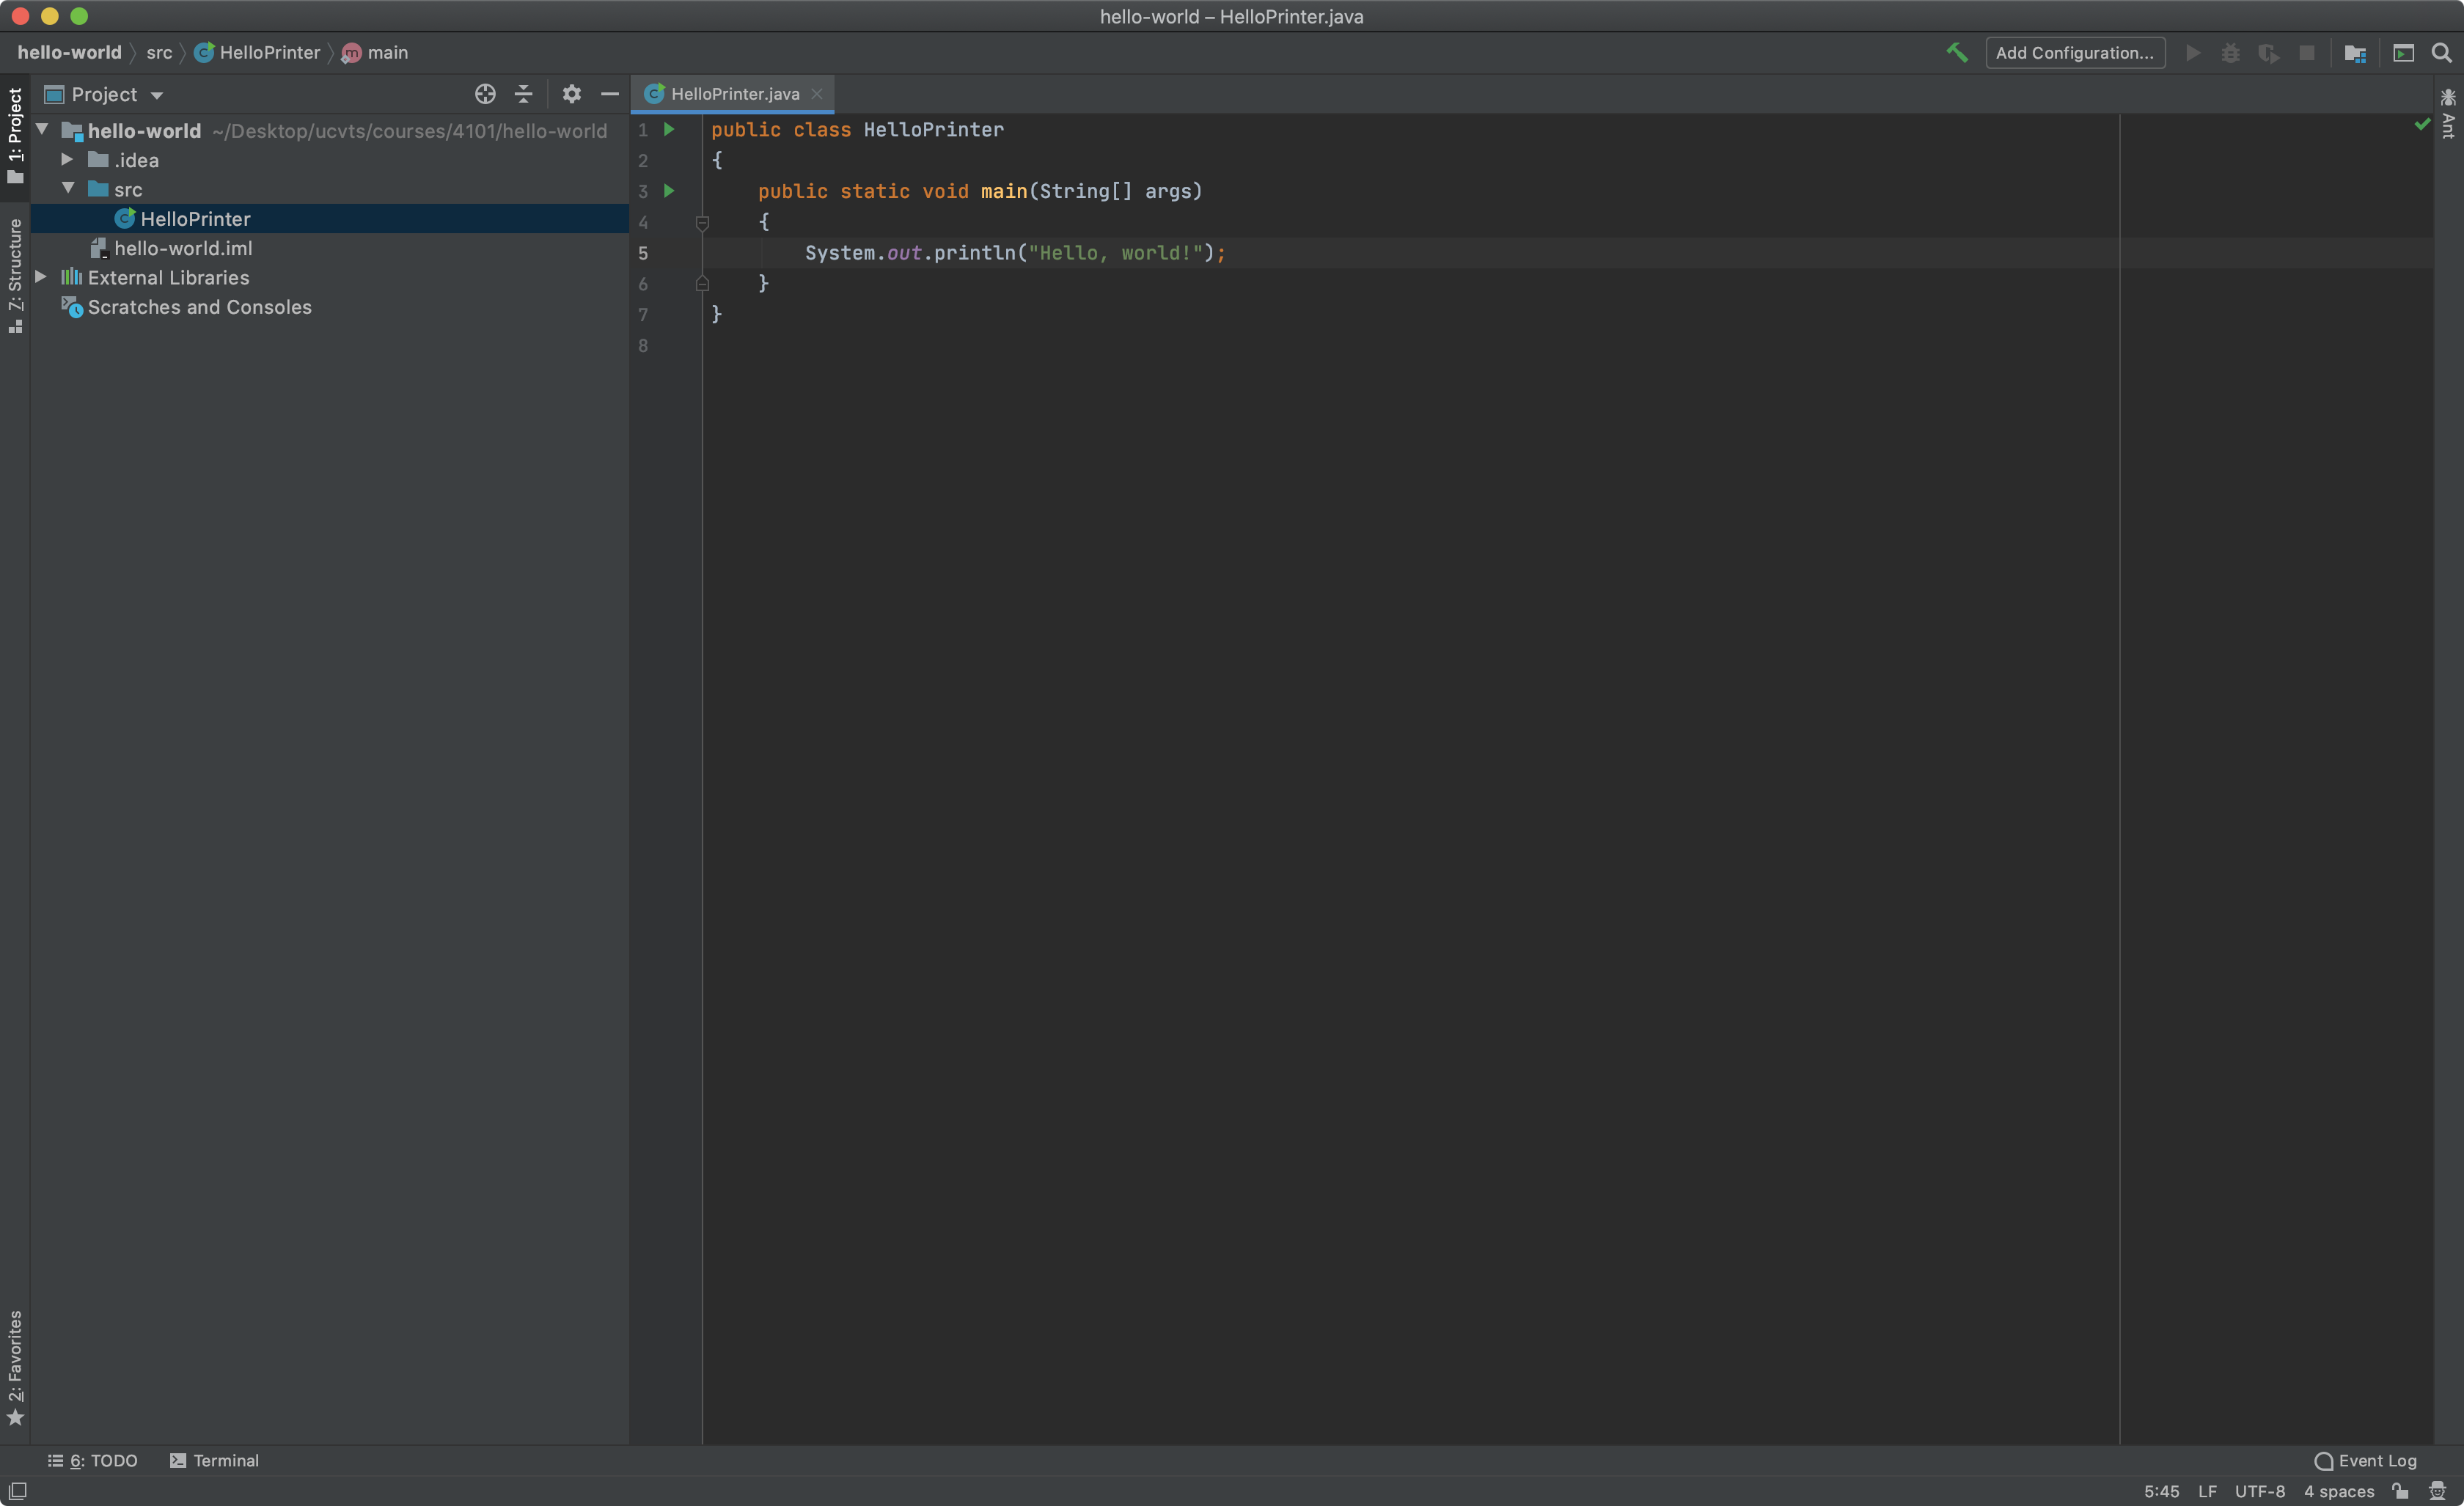 hello-world – HelloPrinter.java
hello-world src HelloPrinter main
Add Configuration...
1: Project
Z: Structure
2: Favorites
Project
hello-world ~/Desktop/ucvts/courses/4101/hello-world
.idea
src
HelloPrinter
hello-world.iml
External Libraries
Scratches and Consoles
HelloPrinter.java
1 public class HelloPrinter
2 {
3 public static void main(String[] args)
4 {
5 System.out.println("Hello, world!");
6 }
7 }
8
Ant
6: TODO Terminal
Event Log
5:45 LF UTF-8 4 spaces